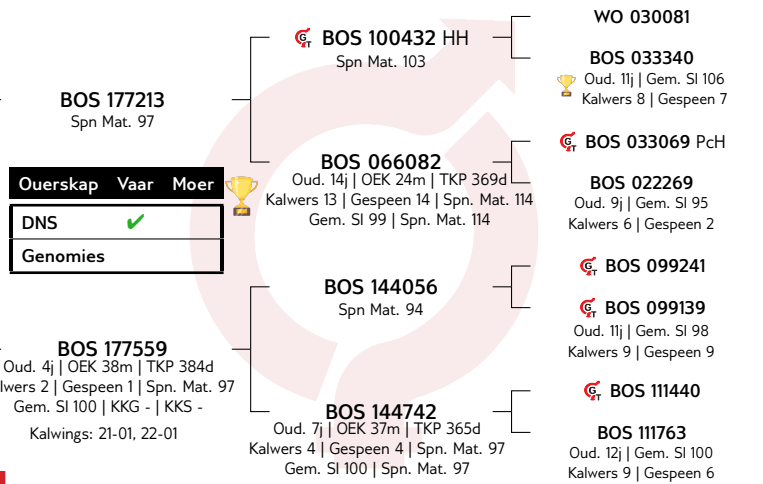 BOS 177213
Spn Mat. 97
Ouerskap Vaar Moer
DNS ✔
Genomies
BOS 177559
Oud. 4j | OEK 38m | TKP 384d
lwers 2 | Gespeen 1 | Spn. Mat. 97
Gem. SI 100 | KKG - | KKS -
Kalwings: 21-01, 22-01
BOS 100432 HH
Spn Mat. 103
BOS 066082
Oud. 14j | OEK 24m | TKP 369d
Kalwers 13 | Gespeen 14 | Spn. Mat. 114
Gem. SI 99 | Spn. Mat. 114
BOS 144056
Spn Mat. 94
BOS 144742
Oud. 7j | OEK 37m | TKP 365d
Kalwers 4 | Gespeen 4 | Spn. Mat. 97
Gem. SI 100 | Spn. Mat. 97
WO 030081
BOS 033340
Oud. 11j | Gem. SI 106
Kalwers 8 | Gespeen 7
BOS 033069 PcH
BOS 022269
Oud. 9j | Gem. SI 95
Kalwers 6 | Gespeen 2
BOS 099241
BOS 099139
Oud. 11j | Gem. SI 98
Kalwers 9 | Gespeen 9
BOS 111440
BOS 111763
Oud. 12j | Gem. SI 100
Kalwers 9 | Gespeen 6